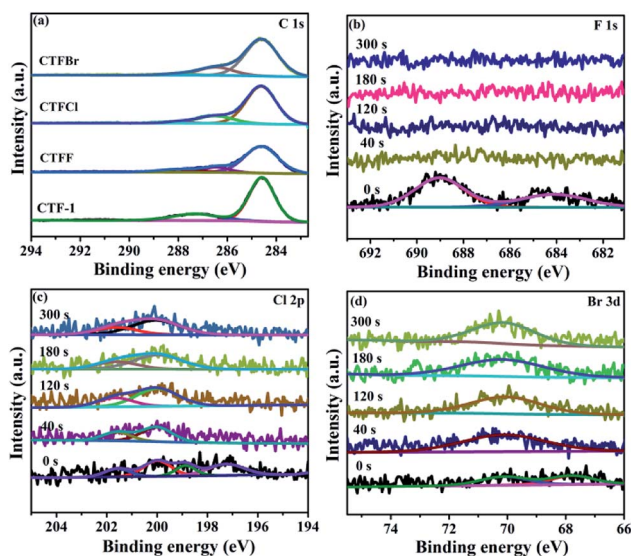 (a)
C 1s
CTFBr
CTFCl
CTFF
CTF-1
Intensity (a.u.)
294 292 290 288 286 284
Binding energy (eV)
(b)
F 1s
300 s
180 s
120 s
40 s
0 s
Intensity (a.u.)
692 690 688 686 684 682
Binding energy (eV)
(c)
Cl 2p
300 s
180 s
120 s
40 s
0 s
Intensity (a.u.)
204 202 200 198 196 194
Binding energy (eV)
(d)
Br 3d
300 s
180 s
120 s
40 s
0 s
Intensity (a.u.)
74 72 70 68 66
Binding energy (eV)